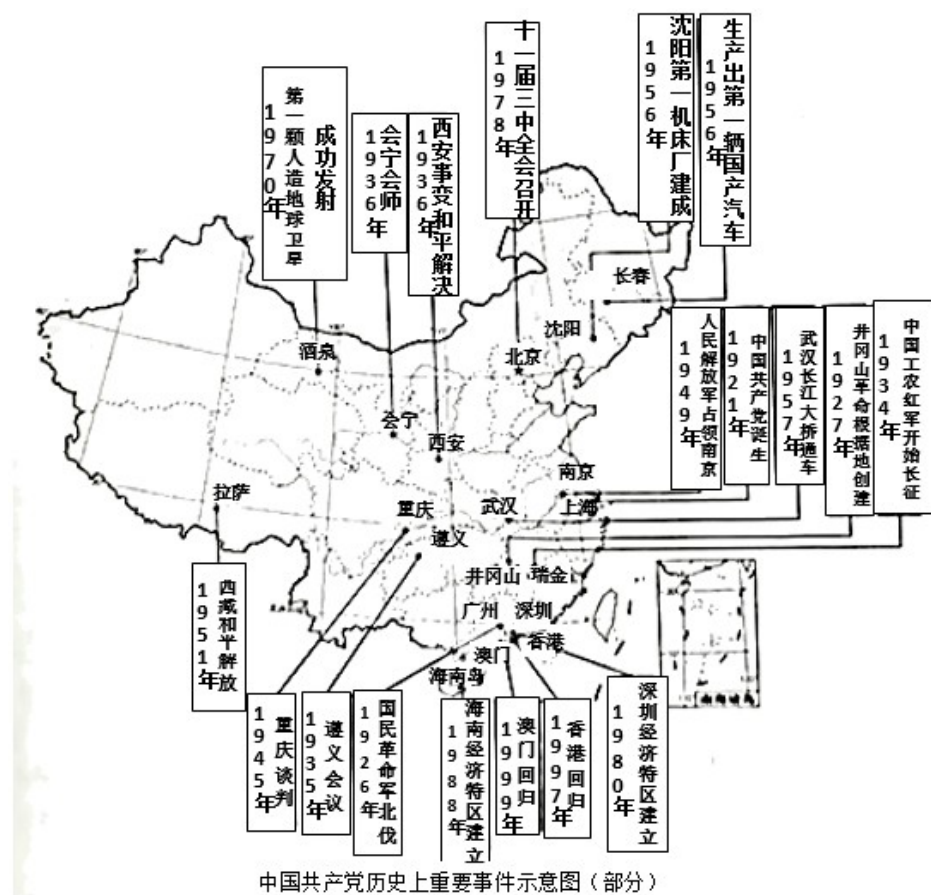 第一颗人造地球卫星
成功发射
1970年
会宁会师
1936年
西安事变和平解决
1936年
十一届三中全会召开
1978年
沈阳第一机床厂建成
1956年
生产出第一辆国产汽车
1956年
长春
沈阳
北京
酒泉
会宁
西安
拉萨
重庆
遵义
武汉
南京
上海
井冈山
瑞金
广州
深圳
香港
澳门
海南岛
人民解放军占领南京
1949年
中国共产党诞生
1921年
武汉长江大桥通车
1957年
井冈山革命根据地创建
1927年
中国工农红军开始长征
1934年
西藏和平解放
1951年
重庆谈判
1945年
遵义会议
1935年
国民革命军北伐
1926年
海南经济特区建立
1988年
澳门回归
1999年
香港回归
1997年
深圳经济特区建立
1980年
南海诸岛
中国共产党历史上重要事件示意图（部分）